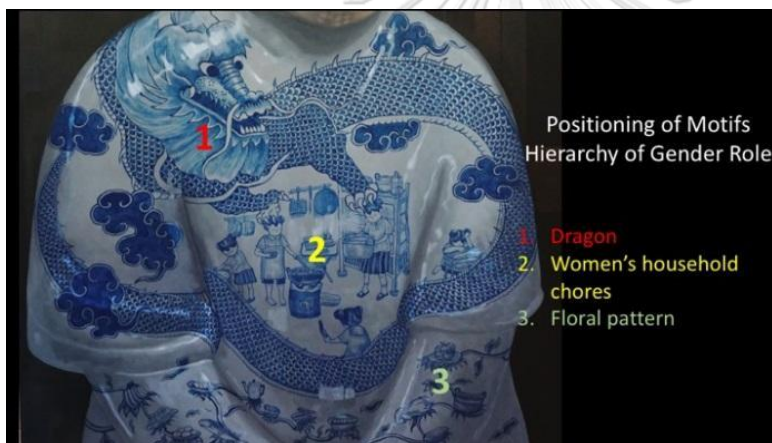 Positioning of Motifs
Hierarchy of Gender Role
1
2
3
1. Dragon
2. Women's household
chores
3. Floral pattern